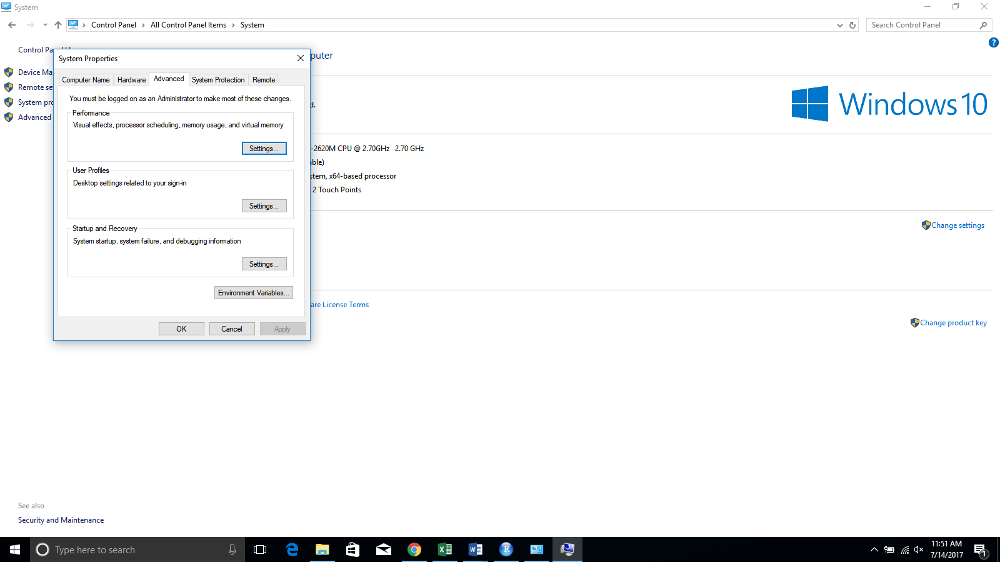 System
Control Panel
All Control Panel Items
System
Search Control Panel
Control Pa
System Properties
puter
Device Ma
Computer Name
Hardware
Advanced
System Protection
Remote
Remote se
You must be logged on as an Administrator to make most of these changes.
System pro
d.
Windows 10
Performance
Advanced
Visual effects, processor scheduling, memory usage, and virtual memory
Settings...
-2620M CPU @ 2.70GHz 2.70 GHz
able)
User Profiles
stem, x64-based processor
Desktop settings related to your sign-in
2 Touch Points
Settings...
Startup and Recovery
Change settings
System startup, system failure, and debugging information
Settings...
Environment Variables...
are License Terms
Change product key
OK
Cancel
Apply
See also
Security and Maintenance
Type here to search
11:51 AM
7/14/2017
1